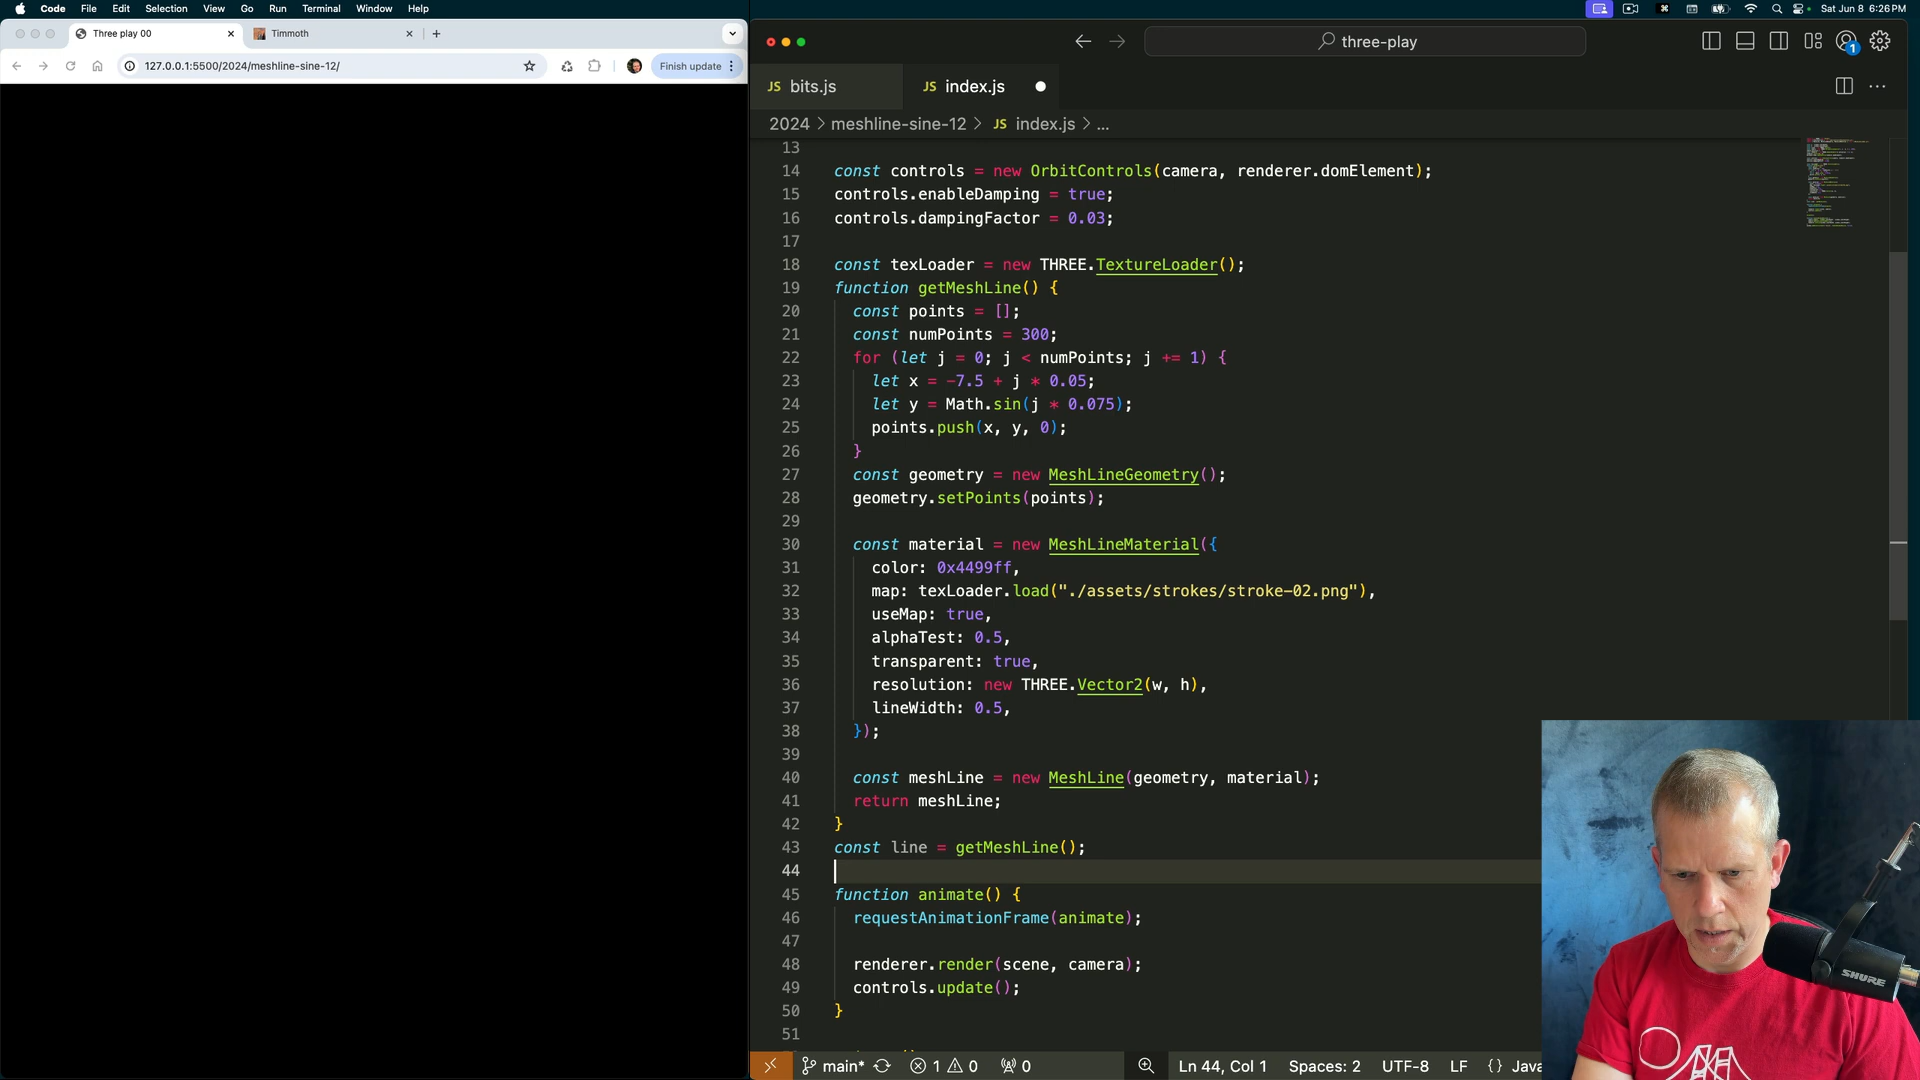 Code File Edit Selection View Go Run Terminal Window Help
Sat Jun 8 6:26 PM
Three play 00
Timmoth
127.0.0.1:5500/2024/meshline-sine-12/
Finish update
three-play
1
JS bits.js
JS index.js
2024 > meshline-sine-12 > JS index.js > ...
13
14 const controls = new OrbitControls(camera, renderer.domElement);
15 controls.enableDamping = true;
16 controls.dampingFactor = 0.03;
17
18 const texLoader = new THREE.TextureLoader();
19 function getMeshLine() {
20 const points = [];
21 const numPoints = 300;
22 for (let j = 0; j < numPoints; j += 1) {
23 let x = -7.5 + j * 0.05;
24 let y = Math.sin(j * 0.075);
25 points.push(x, y, 0);
26 }
27 const geometry = new MeshLineGeometry();
28 geometry.setPoints(points);
29
30 const material = new MeshLineMaterial({
31 color: 0x4499ff,
32 map: texLoader.load("./assets/strokes/stroke-02.png"),
33 useMap: true,
34 alphaTest: 0.5,
35 transparent: true,
36 resolution: new THREE.Vector2(w, h),
37 lineWidth: 0.5,
38 });
39
40 const meshLine = new MeshLine(geometry, material);
41 return meshLine;
42 }
43 const line = getMeshLine();
44
45 function animate() {
46 requestAnimationFrame(animate);
47
48 renderer.render(scene, camera);
49 controls.update();
50 }
51
main* 1 0 0 Ln 44, Col 1 Spaces: 2 UTF-8 LF {} Java
SHURE